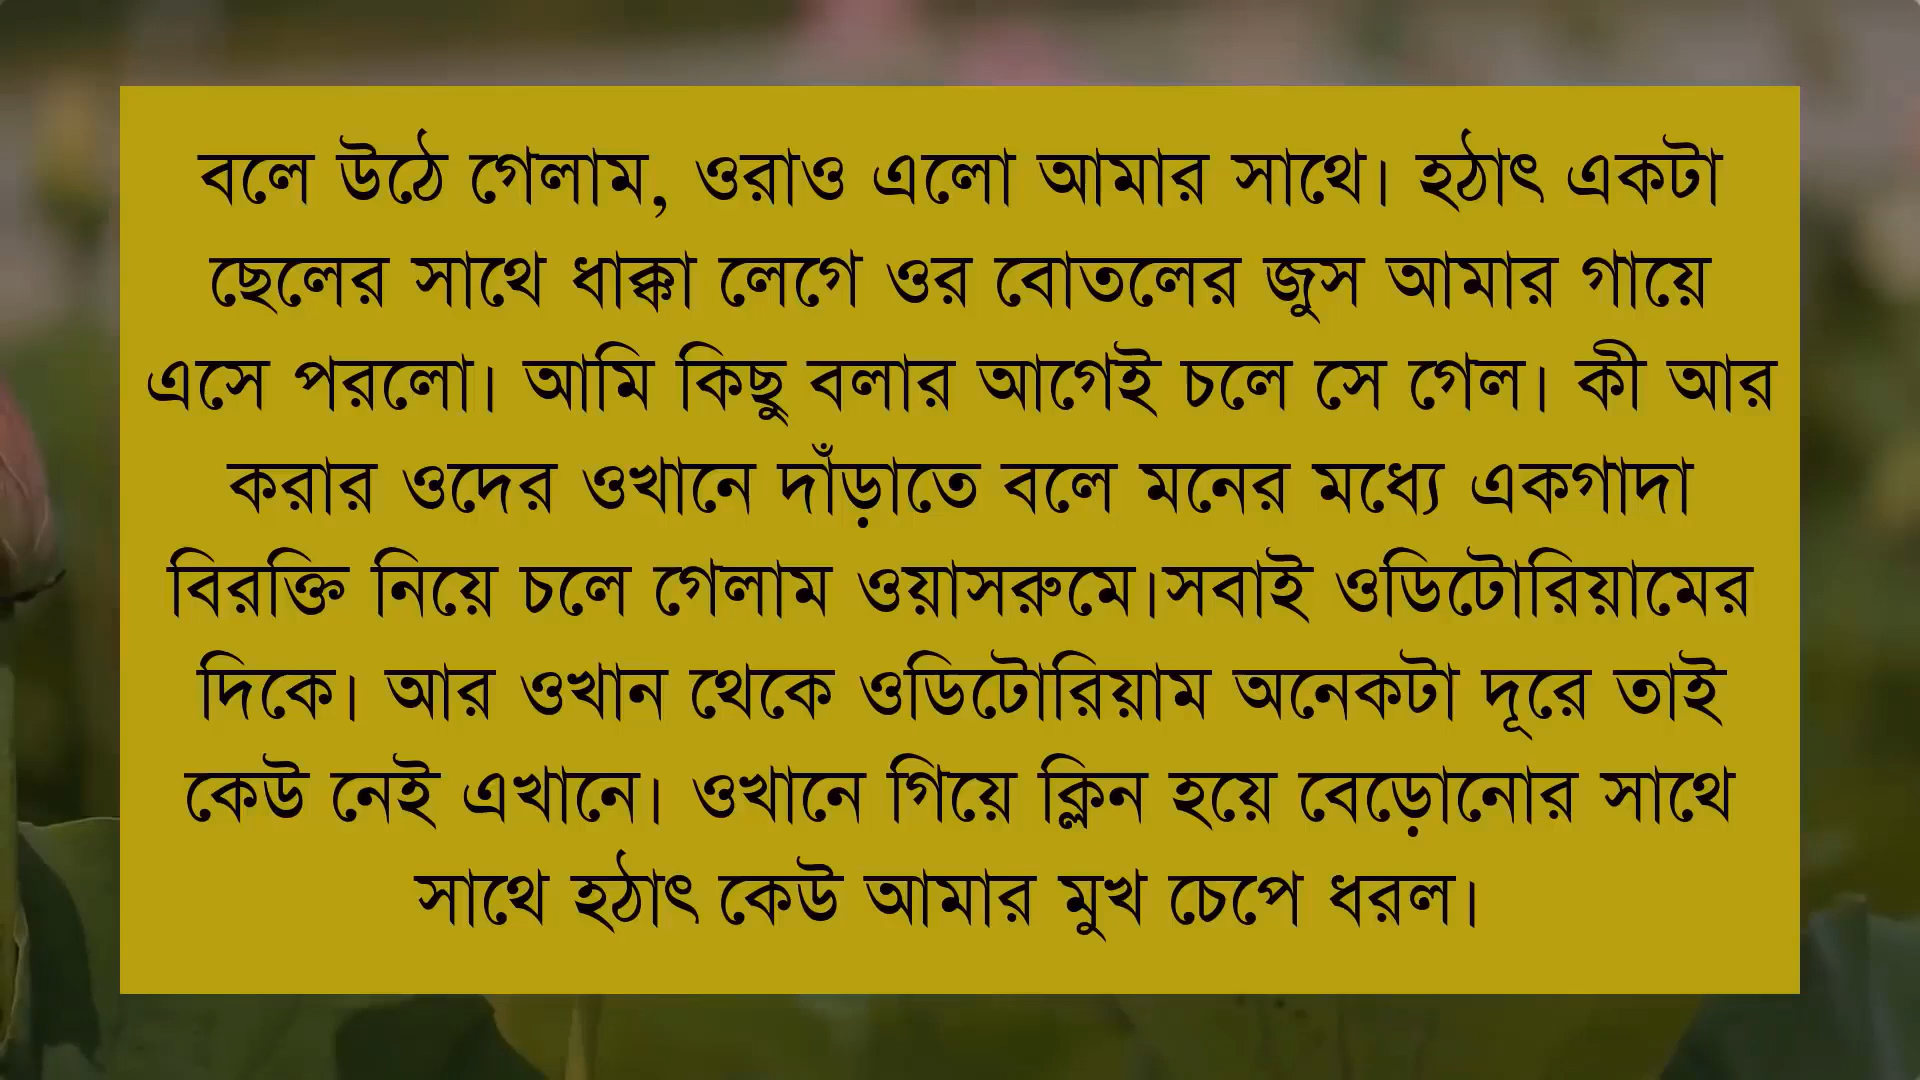 বলে উঠে গেলাম, ওরাও এলো আমার সাথে। হঠাৎ একটা
ছেলের সাথে ধাক্কা লেগে ওর বোতলের জুস আমার গায়ে
এসে পরলো। আমি কিছু বলার আগেই চলে সে গেল। কী আর
করার ওদের ওখানে দাঁড়াতে বলে মনের মধ্যে একগাদা
বিরক্তি নিয়ে চলে গেলাম ওয়াসরুমে।সবাই ওডিটোরিয়ামের
দিকে। আর ওখান থেকে ওডিটোরিয়াম অনেকটা দূরে তাই
কেউ নেই এখানে। ওখানে গিয়ে ক্লিন হয়ে বেড়োনোর সাথে
সাথে হঠাৎ কেউ আমার মুখ চেপে ধরল।